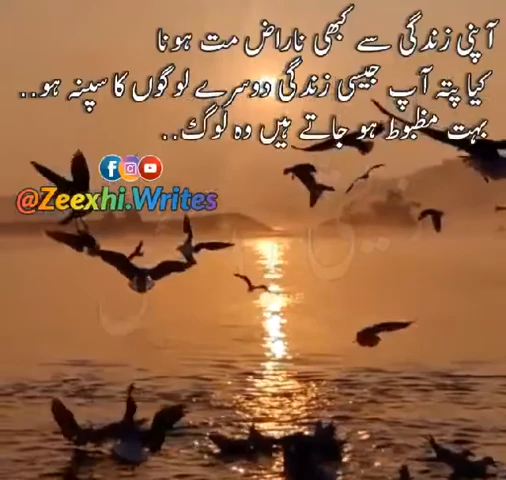 اپنی زندگی سے کبھی ناراض مت ہونا
کیا پتہ آپ جیسی زندگی دوسرے لوگوں کا سپنہ ہو..
بہت مظبوط ہو جاتے ہیں وہ لوگ..
@Zeexhi.Writes